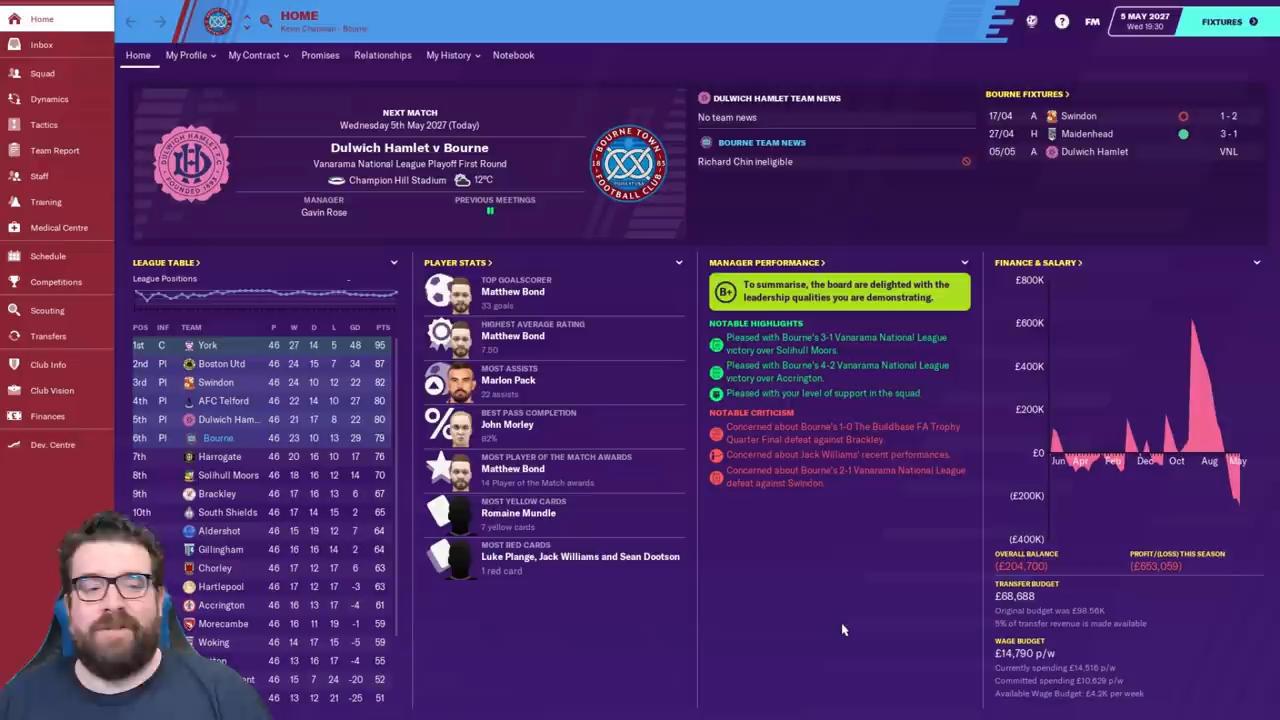 Home
HOME
Kevin Chapman - Bourne
FM
5 MAY 2027
Wed 19:30
FIXTURES
Inbox
Squad
Dynamics
Tactics
Team Report
Staff
Training
Medical Centre
Schedule
Competitions
Scouting
Transfers
Club Info
Club Vision
Finances
Dev. Centre
Home My Profile My Contract Promises Relationships My History Notebook
NEXT MATCH
Wednesday 5th May 2027 (Today)
Dulwich Hamlet v Bourne
Vanarama National League Playoff First Round
Champion Hill Stadium 12°C
MANAGER
Gavin Rose
PREVIOUS MEETINGS
BOURNE TOWN
18 85
FOOTBALL CLUB
DULWICH HAMLET TEAM NEWS
No team news
BOURNE TEAM NEWS
Richard Chin ineligible
BOURNE FIXTURES >
17/04 A Swindon 1 - 2
27/04 H Maidenhead 3 - 1
05/05 A Dulwich Hamlet VNL
LEAGUE TABLE >
League Positions
POS INF TEAM P W D L GD PTS
1st C York 46 27 14 5 48 95
2nd Pl Boston Utd 46 24 15 7 34 87
3rd Pl Swindon 46 24 10 12 22 82
4th Pl AFC Telford 46 22 14 10 27 80
5th Pl Dulwich Ham... 46 21 17 8 22 80
6th Pl Bourne 46 23 10 13 29 79
7th Harrogate 46 20 16 10 17 76
8th Solihull Moors 46 18 16 12 14 70
9th Brackley 46 17 16 13 6 67
10th South Shields 46 17 14 15 2 65
Aldershot 46 15 19 12 7 64
Gillingham 46 16 16 14 2 64
Chorley 46 17 12 17 6 63
Hartlepool 46 17 12 17 -3 63
Accrington 46 16 13 17 -4 61
Morecambe 46 16 11 19 -1 59
Woking 46 14 17 15 -5 59
46 13 16 17 -4 55
46 15 7 24 -20 52
46 13 12 21 -25 51
PLAYER STATS >
TOP GOALSCORER
Matthew Bond
33 goals
HIGHEST AVERAGE RATING
Matthew Bond
7.50
MOST ASSISTS
Marlon Pack
22 assists
BEST PASS COMPLETION
John Morley
82%
MOST PLAYER OF THE MATCH AWARDS
Matthew Bond
14 Player of the Match awards
MOST YELLOW CARDS
Romaine Mundle
7 yellow cards
MOST RED CARDS
Luke Plange, Jack Williams and Sean Dootson
1 red card
MANAGER PERFORMANCE >
B+
To summarise, the board are delighted with the
leadership qualities you are demonstrating.
NOTABLE HIGHLIGHTS
Pleased with Bourne's 3-1 Vanarama National League
victory over Solihull Moors.
Pleased with Bourne's 4-2 Vanarama National League
victory over Accrington.
Pleased with your level of support in the squad.
NOTABLE CRITICISM
Concerned about Bourne's 1-0 The Buildbase FA Trophy
Quarter Final defeat against Brackley.
Concerned about Jack Williams' recent performances.
Concerned about Bourne's 2-1 Vanarama National League
defeat against Swindon.
FINANCE & SALARY >
£800K
£600K
£400K
£200K
£0
(£200K)
(£400K)
Jun Apr Feb Dec Oct Aug May
OVERALL BALANCE
(£204,700)
PROFIT/(LOSS) THIS SEASON
(£653,059)
TRANSFER BUDGET
£68,688
Original budget was £98.56K
5% of transfer revenue is made available
WAGE BUDGET
£14,790 p/w
Currently spending £14,516 p/w
Committed spending £10,629 p/w
Available Wage Budget: £4.2K per week